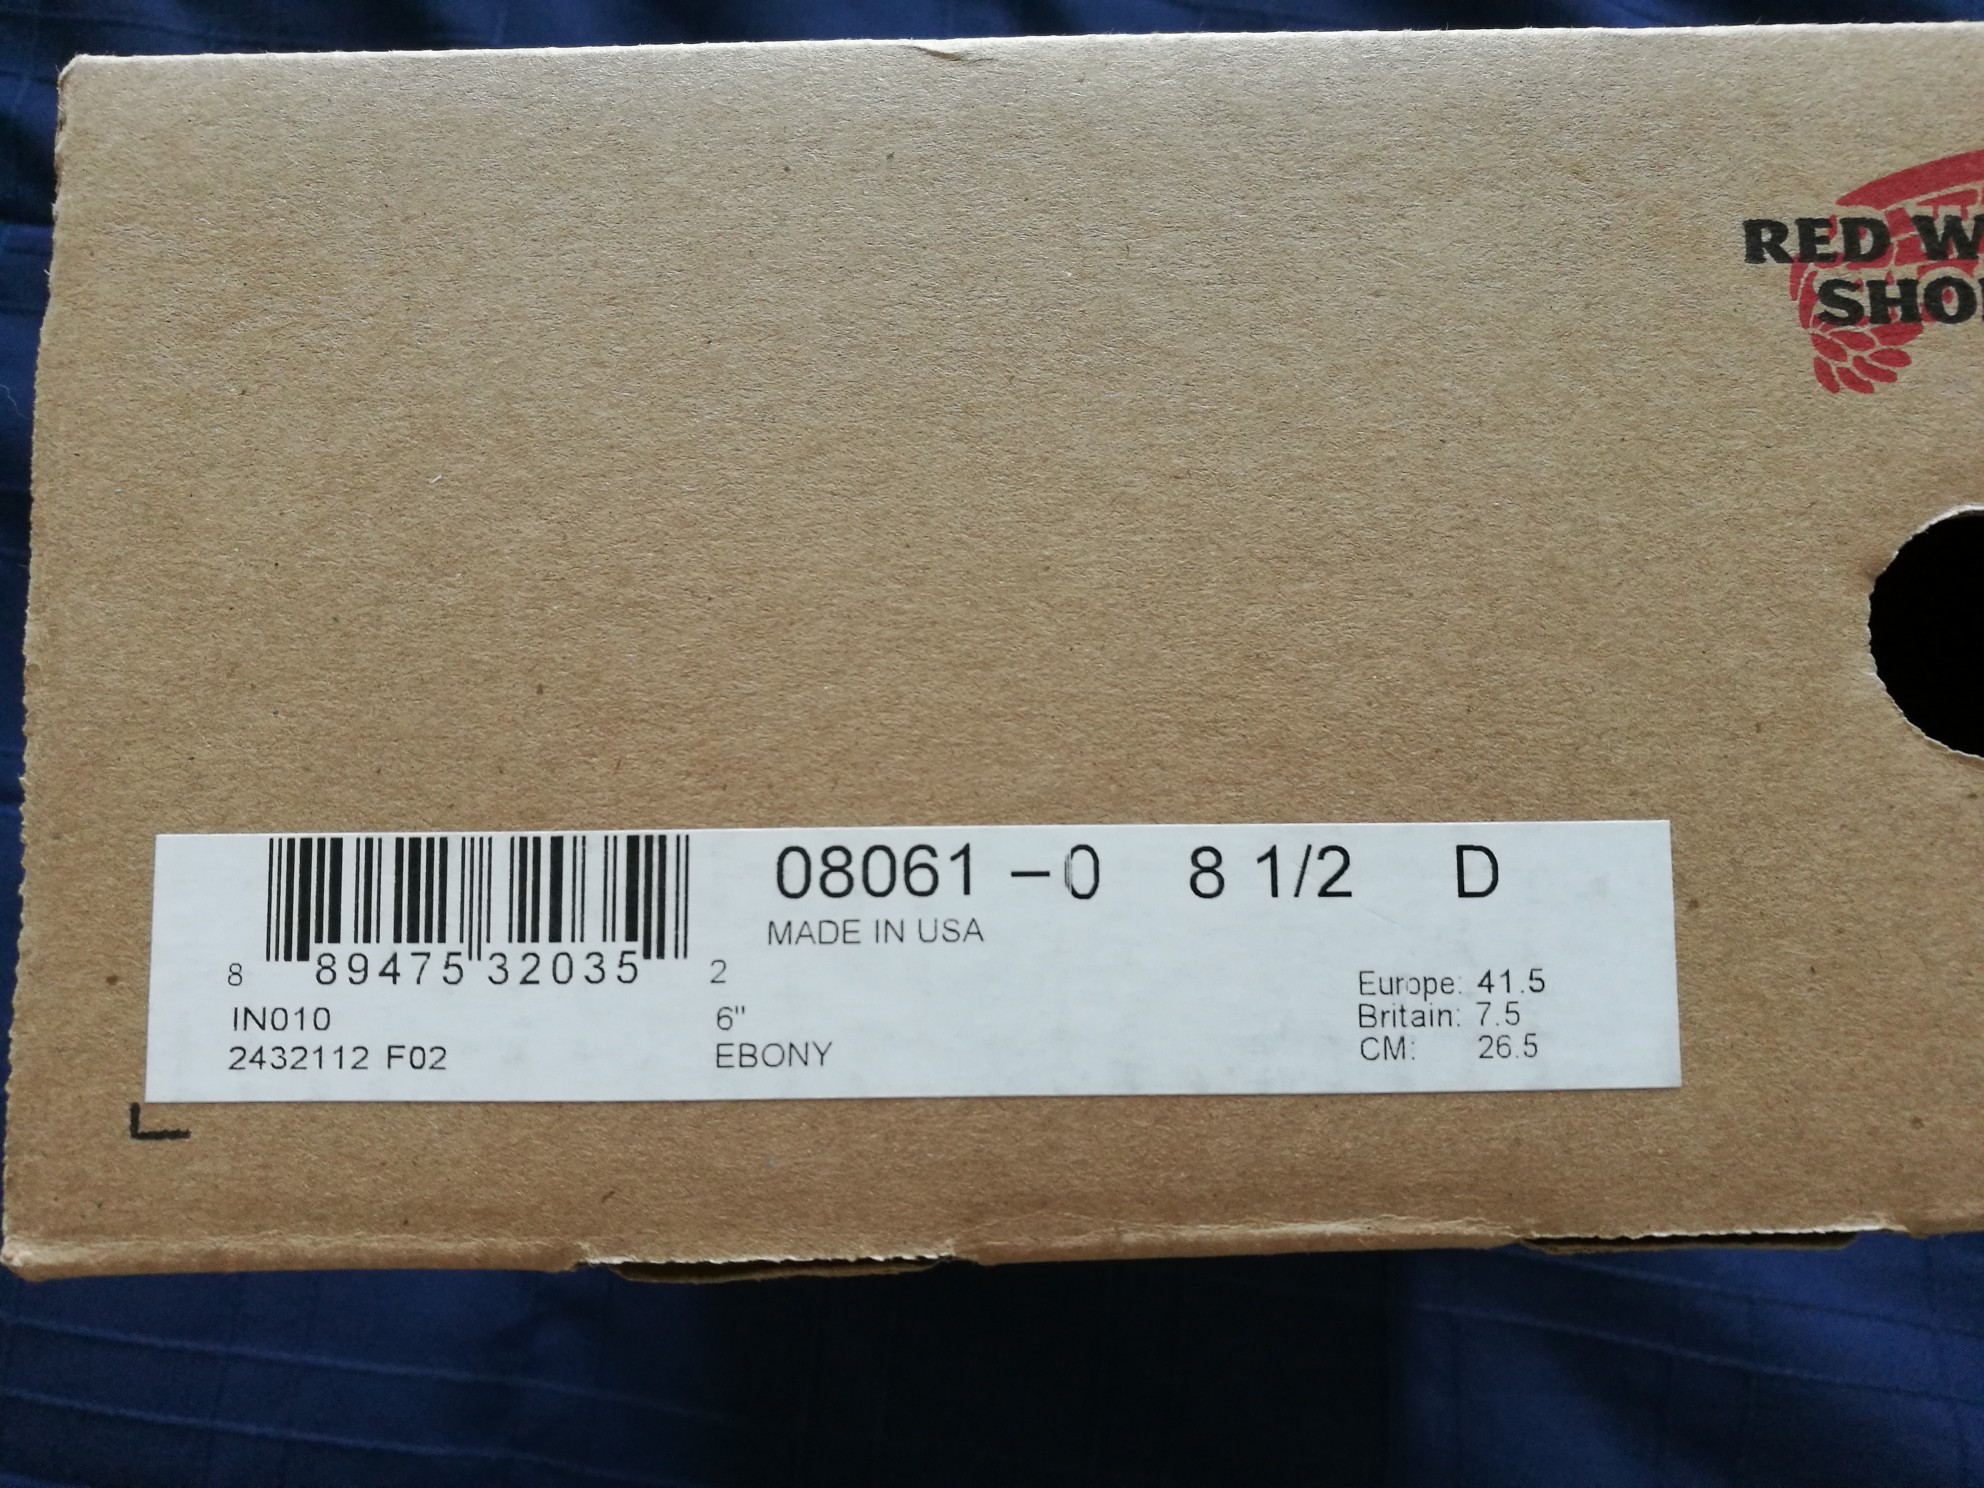 RED W
SHO
08061 – 0 8 1/2 D
MADE IN USA
8 89475 32035 2
IN010
2432112 F02
6"
EBONY
Europe: 41.5
Britain: 7.5
CM: 26.5